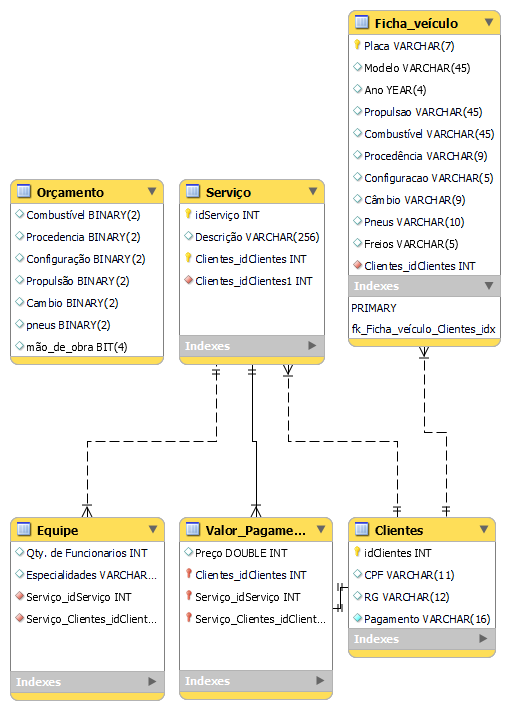 Ficha_veículo
Placa VARCHAR(7)
Modelo VARCHAR(45)
Ano YEAR(4)
Propulsao VARCHAR(45)
Combustível VARCHAR(45)
Procedência VARCHAR(9)
Configuracao VARCHAR(5)
Câmbio VARCHAR(9)
Pneus VARCHAR(10)
Freios VARCHAR(5)
Clientes_idClientes INT
Indexes
PRIMARY
fk_Ficha_veículo_Clientes_idx
Orçamento
Combustível BINARY(2)
Procedencia BINARY(2)
Configuração BINARY(2)
Propulsão BINARY(2)
Cambio BINARY(2)
pneus BINARY(2)
mão_de_obra BIT(4)
Serviço
idServiço INT
Descrição VARCHAR(256)
Clientes_idClientes INT
Clientes_idClientes1 INT
Indexes
Equipe
Qty. de Funcionarios INT
Especialidades VARCHAR...
Serviço_idServiço INT
Serviço_Clientes_idClient...
Indexes
Valor_Pagame...
Preço DOUBLE INT
Clientes_idClientes INT
Serviço_idServiço INT
Serviço_Clientes_idClient...
Indexes
Clientes
idClientes INT
CPF VARCHAR(11)
RG VARCHAR(12)
Pagamento VARCHAR(16)
Indexes